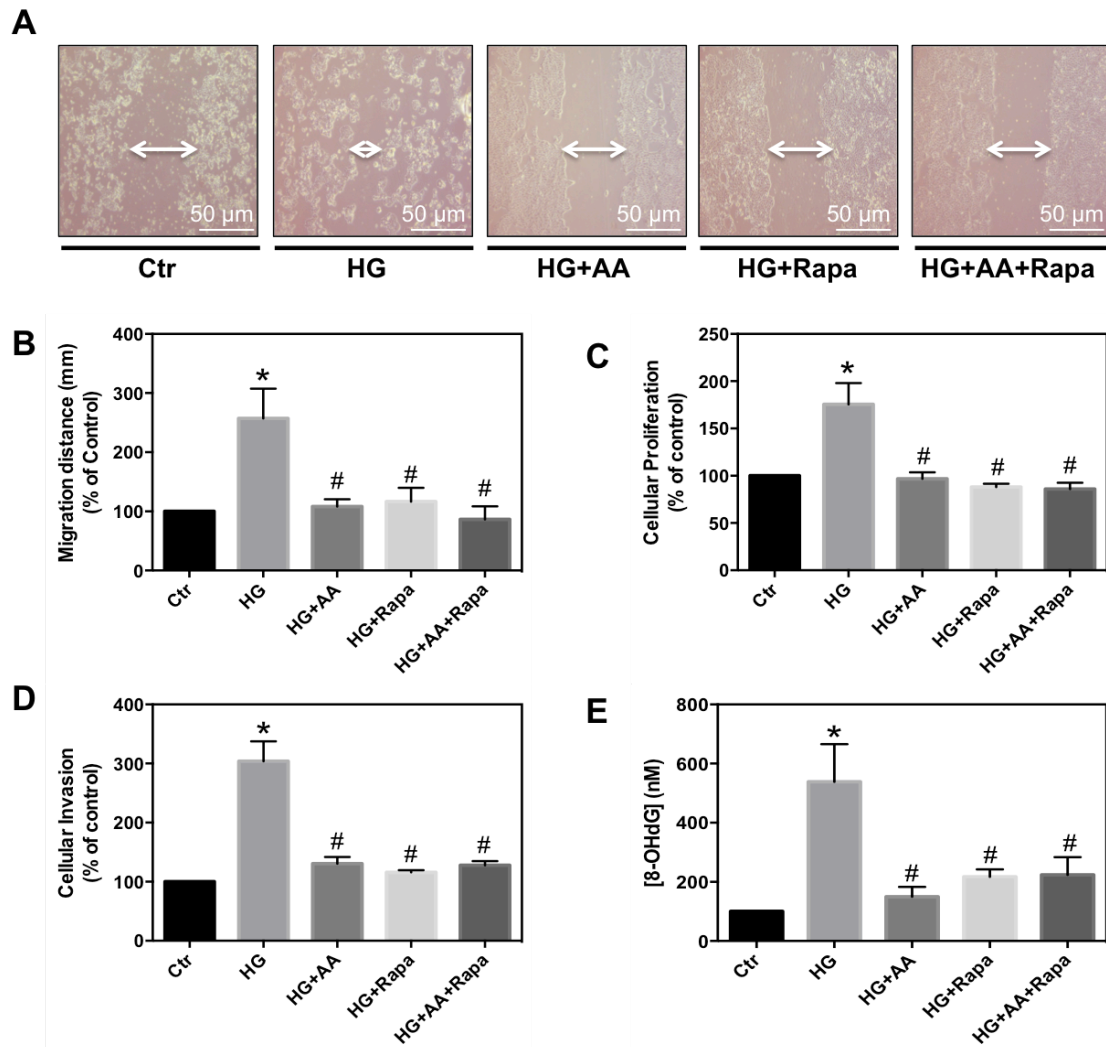 A
50 µm
50 µm
50 µm
50 µm
50 µm
Ctr
HG
HG+AA
HG+Rapa
HG+AA+Rapa
B
Migration distance (mm)
(% of Control)
400
300
200
100
0
*
#
#
#
Ctr
HG
HG+AA
HG+Rapa
HG+AA+Rapa
C
Cellular Proliferation
(% of control)
250
200
150
100
50
0
*
#
#
#
Ctr
HG
HG+AA
HG+Rapa
HG+AA+Rapa
D
Cellular Invasion
(% of control)
400
300
200
100
0
*
#
#
#
Ctr
HG
HG+AA
HG+Rapa
HG+AA+Rapa
E
[8-OHdG] (nM)
800
600
400
200
0
*
#
#
#
Ctr
HG
HG+AA
HG+Rapa
HG+AA+Rapa